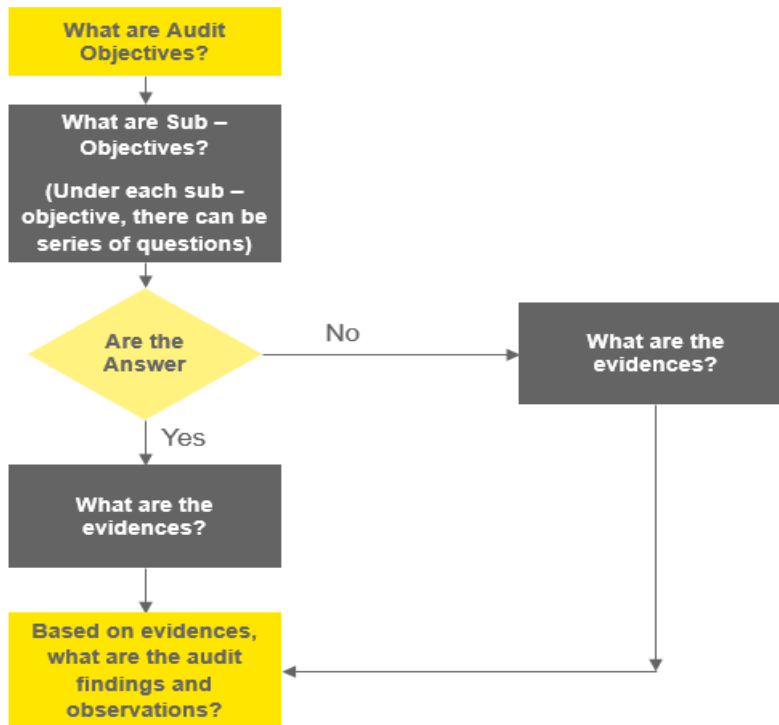 What are Audit
Objectives?
What are Sub –
Objectives?
(Under each sub –
objective, there can be
series of questions)
Are the
Answer
No
What are the
evidences?
Yes
What are the
evidences?
Based on evidences,
what are the audit
findings and
observations?